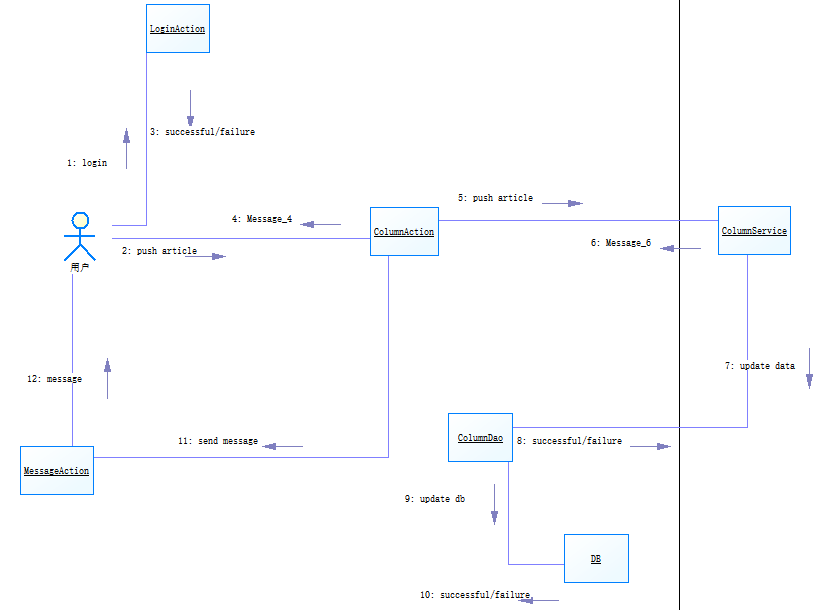 LoginAction
3: successful/failure
1: login
5: push article
4: Message_4
ColumnAction
ColumnService
6: Message_6
2: push article
用户
7: update data
12: message
11: send message
ColumnDao
8: successful/failure
MessageAction
9: update db
DB
10: successful/failure